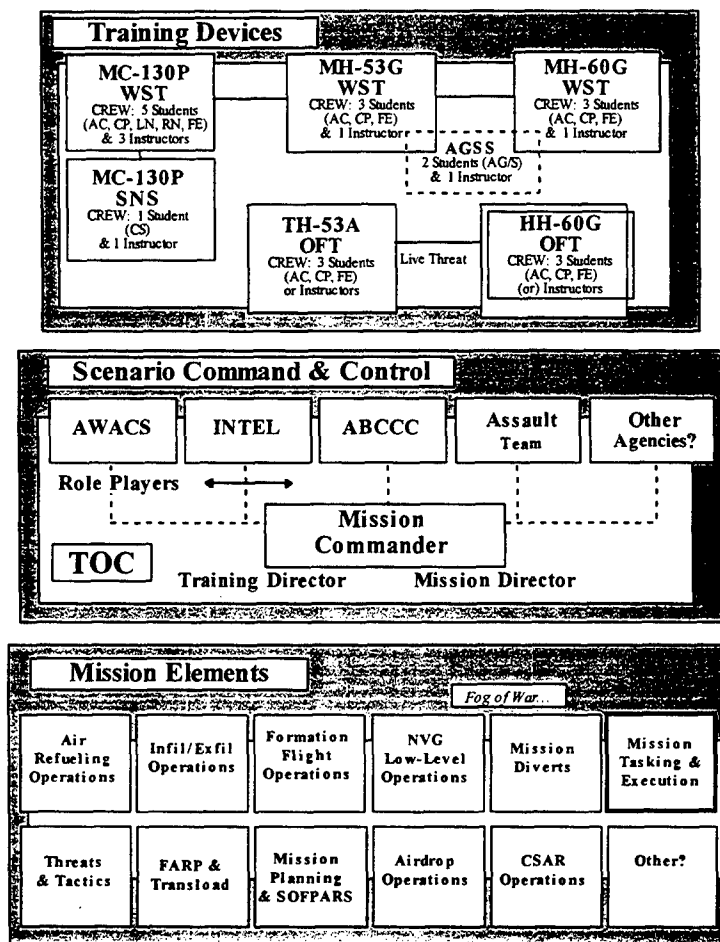 Training Devices
MC-130P
WST
CREW: 5 Students
(AC, CP, LN, RN, FE)
& 3 Instructors
MH-53G
WST
CREW: 3 Students
(AC, CP, FE)
& 1 Instructor
MH-60G
WST
CREW: 3 Students
(AC, CP, FE)
& 1 Instructor
AGSS
2 Students (AG/S)
& 1 Instructor
MC-130P
SNS
CREW: 1 Student
(CS)
& 1 Instructor
TH-53A
OFT
CREW: 3 Students
(AC, CP, FE)
or Instructors
Live Threat
HH-60G
OFT
CREW: 3 Students
(AC, CP, FE)
(or) Instructors
Scenario Command & Control
AWACS
INTEL
ABCCC
Assault
Team
Other
Agencies?
Role Players
Mission
Commander
TOC
Training Director
Mission Director
Mission Elements
Fog of War...
Air
Refueling
Operations
Infil/Exfil
Operations
Formation
Flight
Operations
NVG
Low-Level
Operations
Mission
Diverts
Mission
Tasking &
Execution
Threats
& Tactics
FARP &
Transload
Mission
Planning
& SOFPARS
Airdrop
Operations
CSAR
Operations
Other?